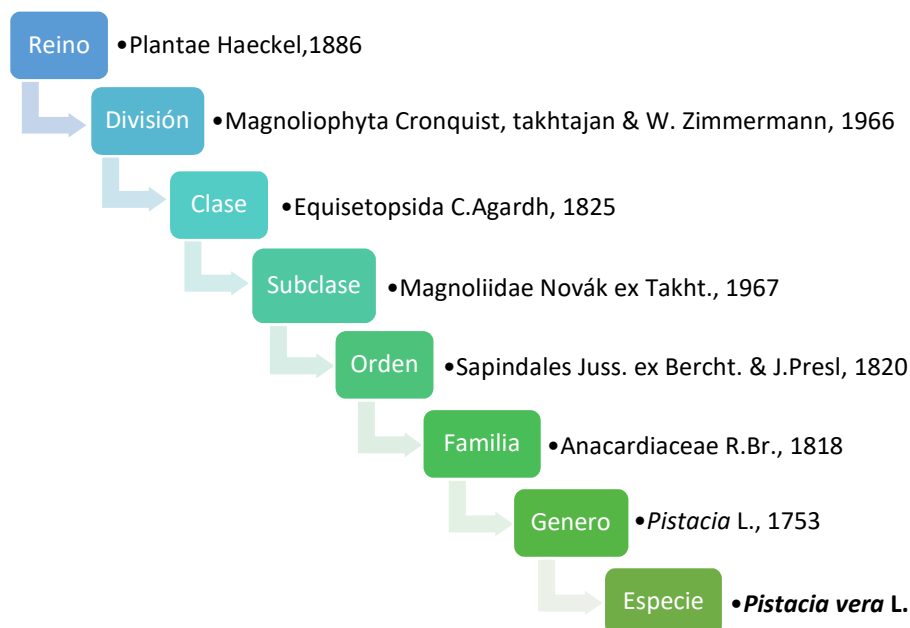 Reino •Plantae Haeckel,1886
División •Magnoliophyta Cronquist, takhtajan & W. Zimmermann, 1966
Clase •Equisetopsida C.Agardh, 1825
Subclase •Magnoliidae Novák ex Takht., 1967
Orden •Sapindales Juss. ex Bercht. & J.Presl, 1820
Familia •Anacardiaceae R.Br., 1818
Genero •Pistacia L., 1753
Especie •Pistacia vera L.